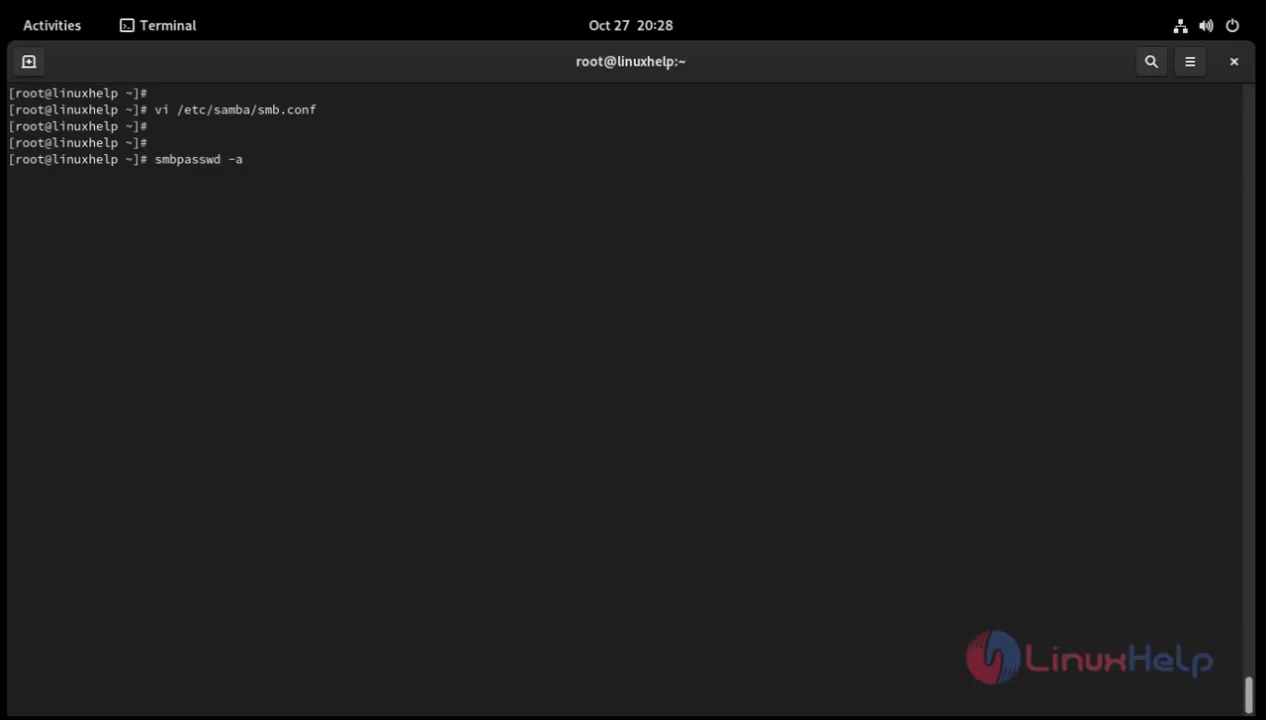 Activities Terminal Oct 27 20:28
root@linuxhelp:~
[root@linuxhelp ~]#
[root@linuxhelp ~]# vi /etc/samba/smb.conf
[root@linuxhelp ~]#
[root@linuxhelp ~]#
[root@linuxhelp ~]# smbpasswd -a
LinuxHelp